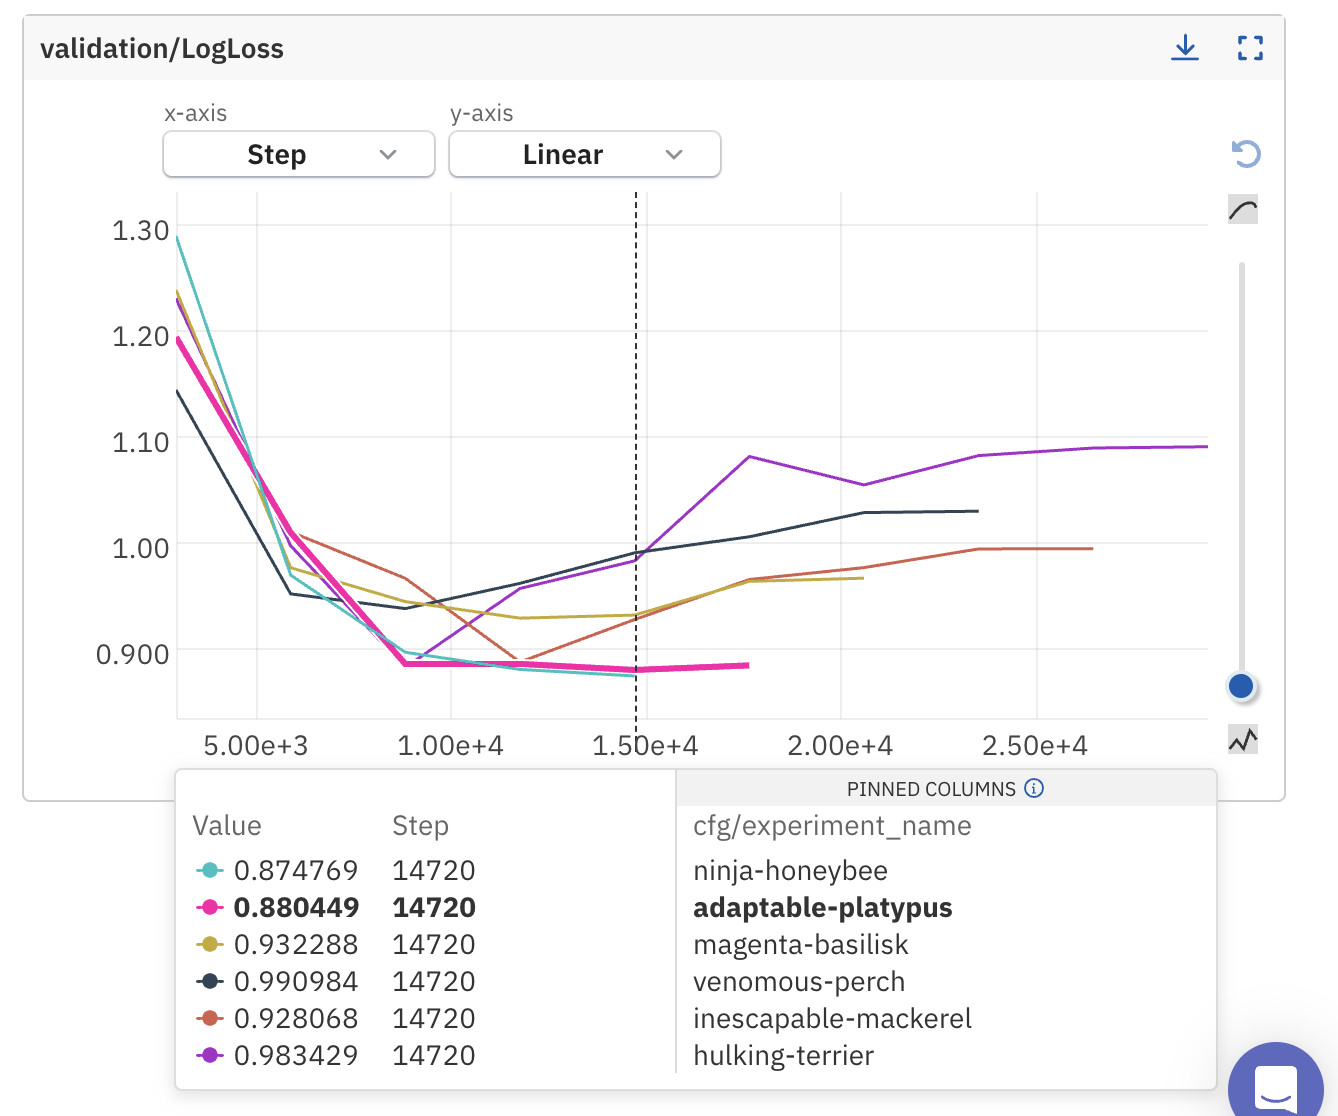 validation/LogLoss
x-axis
y-axis
Step
Linear
1.30
1.20
1.10
1.00
0.900
5.00e+3
1.00e+4
1.50e+4
2.00e+4
2.50e+4
PINNED COLUMNS
Value Step cfg/experiment_name
0.874769 14720 ninja-honeybee
0.880449 14720 adaptable-platypus
0.932288 14720 magenta-basilisk
0.990984 14720 venomous-perch
0.928068 14720 inescapable-mackerel
0.983429 14720 hulking-terrier